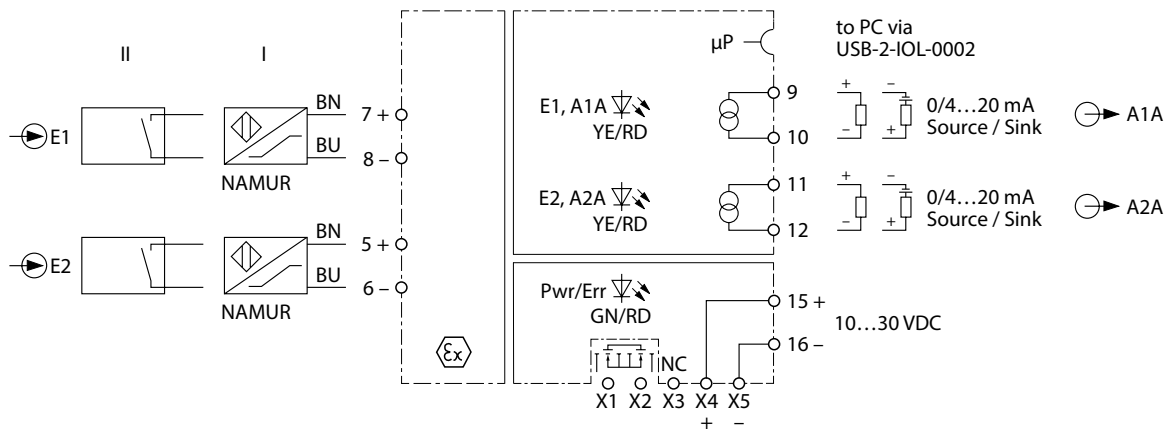 to PC via
USB-2-IOL-0002
µP
II
I
BN
7 +
E1
BU
8 –
NAMUR
E1, A1A
YE/RD
9
10
0/4…20 mA
Source / Sink
+
–
–
+
A1A
E2, A2A
YE/RD
11
12
0/4…20 mA
Source / Sink
+
–
–
+
A2A
BN
5 +
E2
BU
6 –
NAMUR
Ex
Pwr/Err
GN/RD
15 +
10…30 VDC
16 –
NC
X1
X2
X3
X4
X5
+
–